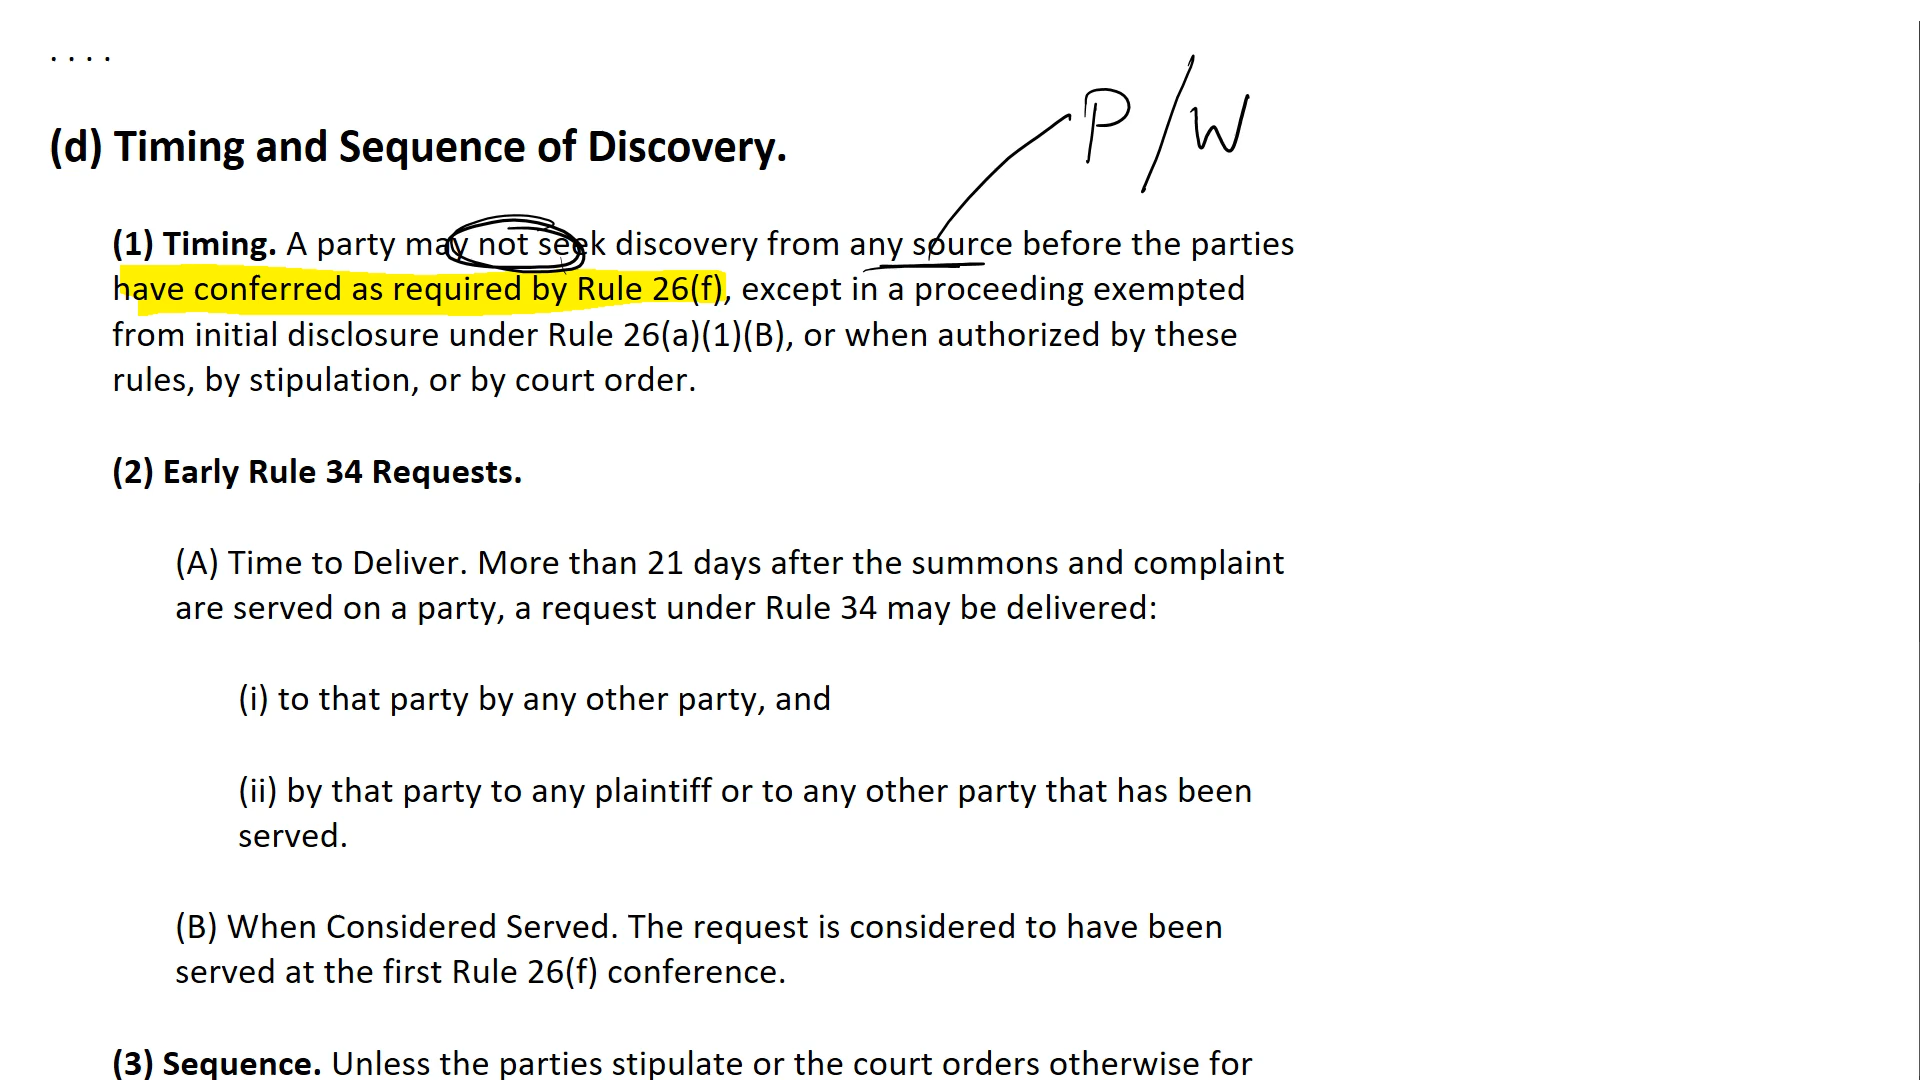 . . . .
P/W
(d) Timing and Sequence of Discovery.
(1) Timing. A party may not seek discovery from any source before the parties
have conferred as required by Rule 26(f), except in a proceeding exempted
from initial disclosure under Rule 26(a)(1)(B), or when authorized by these
rules, by stipulation, or by court order.
(2) Early Rule 34 Requests.
(A) Time to Deliver. More than 21 days after the summons and complaint
are served on a party, a request under Rule 34 may be delivered:
(i) to that party by any other party, and
(ii) by that party to any plaintiff or to any other party that has been
served.
(B) When Considered Served. The request is considered to have been
served at the first Rule 26(f) conference.
(3) Sequence. Unless the parties stipulate or the court orders otherwise for